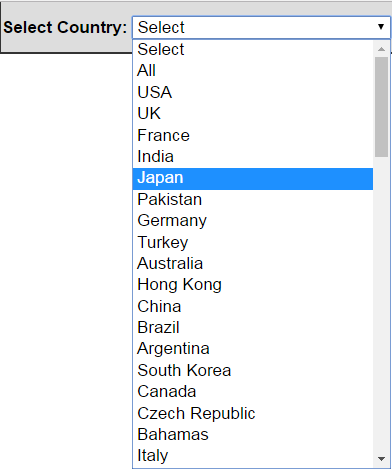 Select Country: Select
Select
All
USA
UK
France
India
Japan
Pakistan
Germany
Turkey
Australia
Hong Kong
China
Brazil
Argentina
South Korea
Canada
Czech Republic
Bahamas
Italy